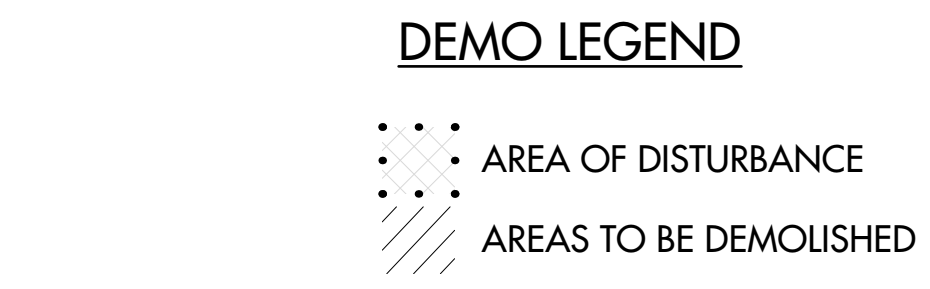 DEMO LEGEND
AREA OF DISTURBANCE
AREAS TO BE DEMOLISHED